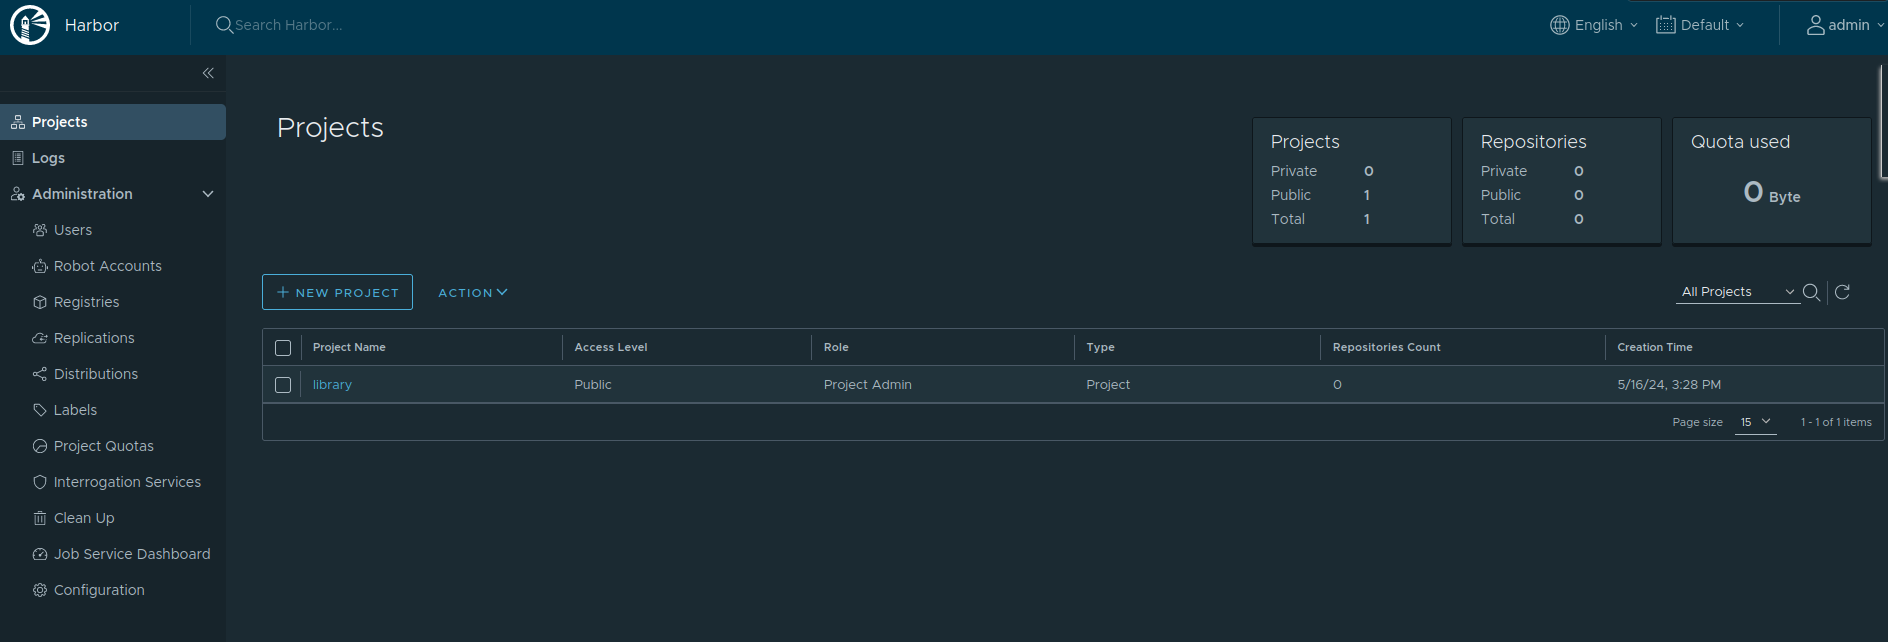 Harbor
Search Harbor...
English
Default
admin
Projects
Logs
Administration
Users
Robot Accounts
Registries
Replications
Distributions
Labels
Project Quotas
Interrogation Services
Clean Up
Job Service Dashboard
Configuration
Projects
Projects
Private 0
Public 1
Total 1
Repositories
Private 0
Public 0
Total 0
Quota used
0 Byte
+ NEW PROJECT
ACTION
All Projects
Project Name Access Level Role Type Repositories Count Creation Time
library Public Project Admin Project 0 5/16/24, 3:28 PM
Page size 15 1 - 1 of 1 items